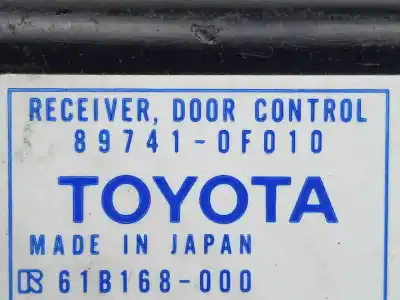 RECEIVER, DOOR CONTROL
89741-0F010
TOYOTA
MADE IN JAPAN
61B168-000